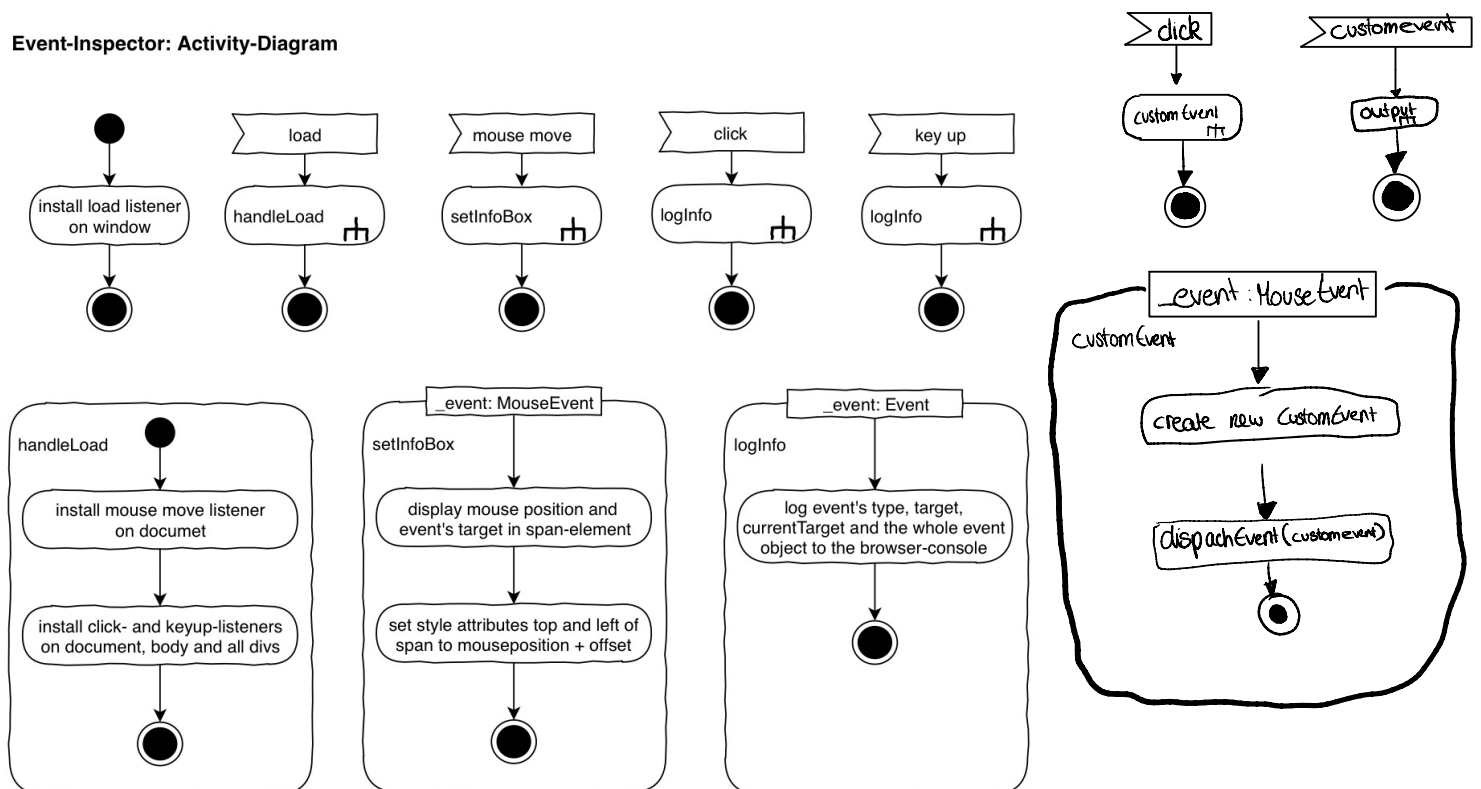 Event-Inspector: Activity-Diagram
install load listener
on window
load
handleLoad
mouse move
setInfoBox
click
logInfo
key up
logInfo
click
customEvent
customevent
output
handleLoad
install mouse move listener
on documet
install click- and keyup-listeners
on document, body and all divs
_event: MouseEvent
setInfoBox
display mouse position and
event's target in span-element
set style attributes top and left of
span to mouseposition + offset
_event: Event
logInfo
log event's type, target,
currentTarget and the whole event
object to the browser-console
_event: MouseEvent
customEvent
create new CustomEvent
dispachEvent(customevent)